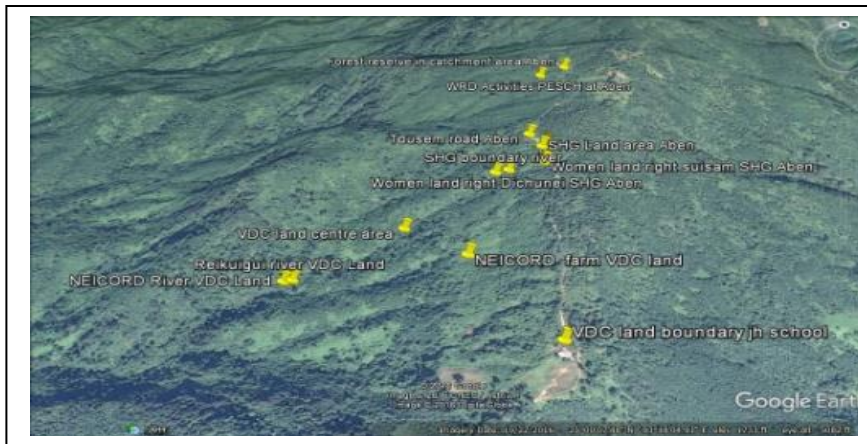 Forest reserve in catchment area Aben
WRD Activities PESCH at Aben
Tousem road Aben
SHG Land area Aben
SHG boundary river
Women land right suisam SHG Aben
Women land right Dichunei SHG Aben
VDC land centre area
NEICORD farm VDC land
Reikuigui river VDC Land
NEICORD River VDC Land
VDC land boundary jh school
Google Earth